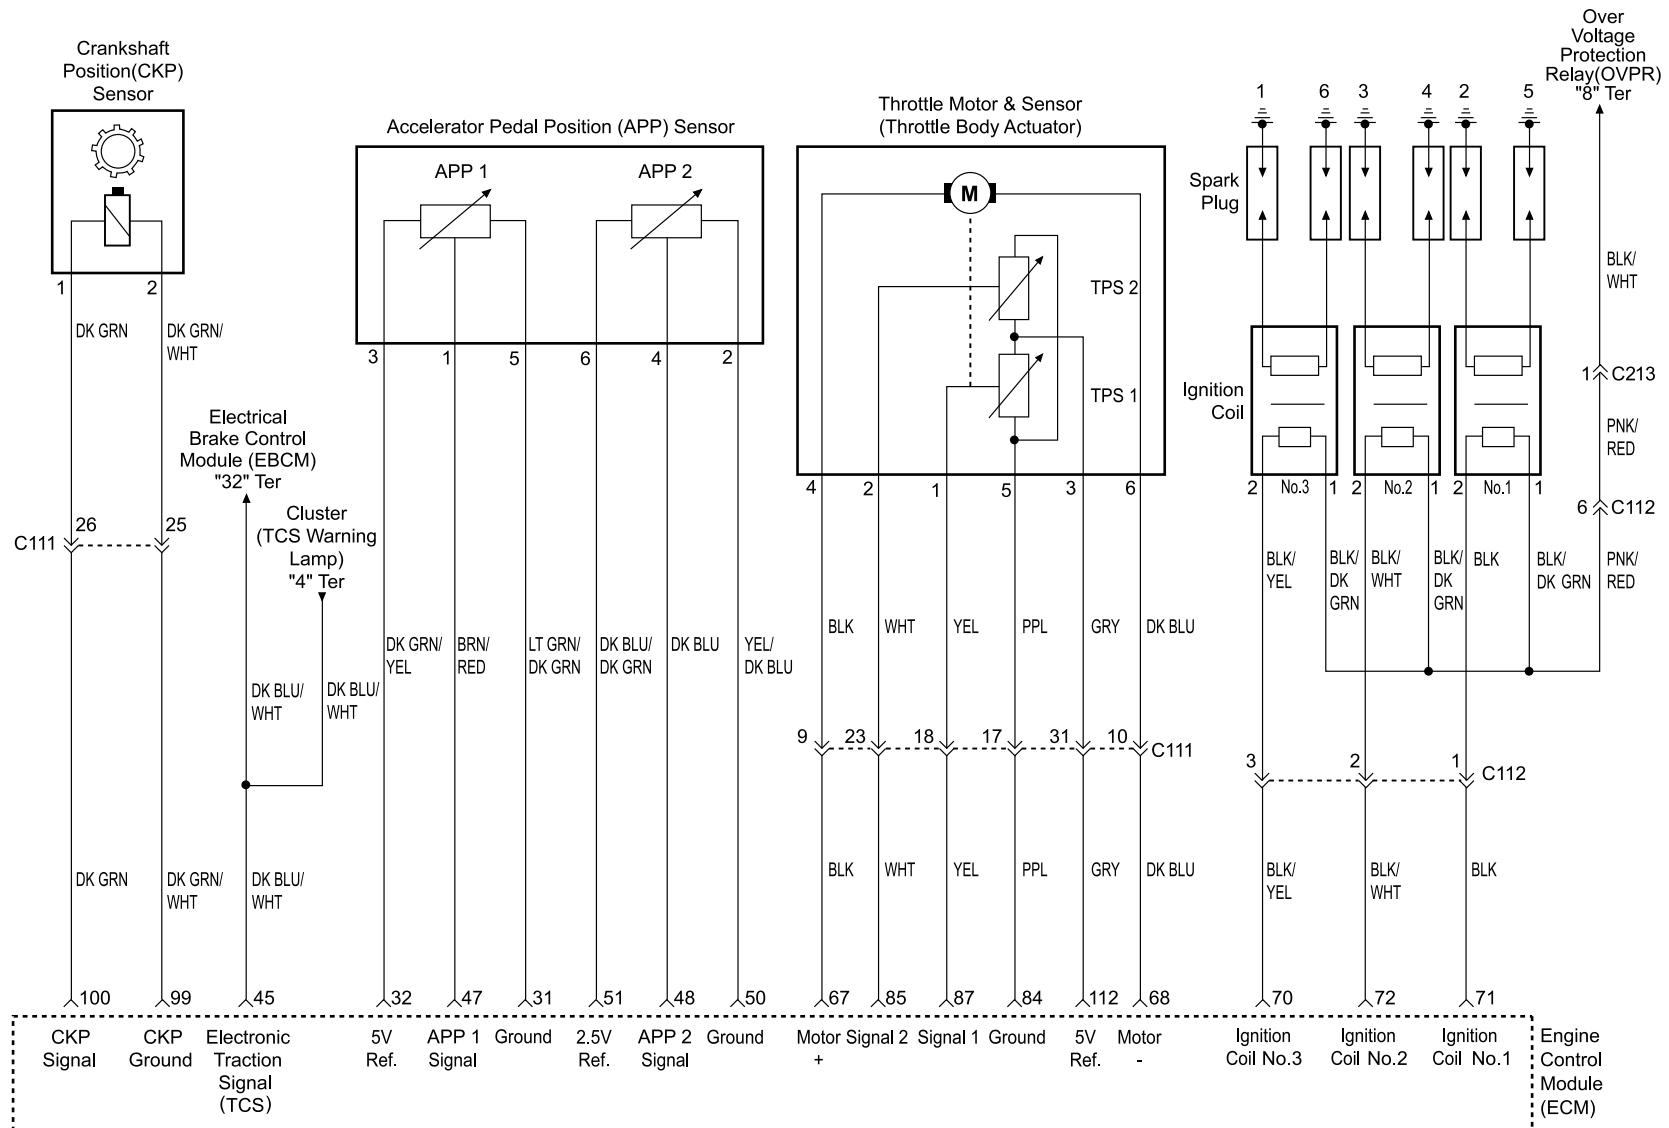 Crankshaft
Position(CKP)
Sensor
1
2
DK GRN
DK GRN/
WHT
C111
26
25
DK GRN
DK GRN/
WHT
Electrical
Brake Control
Module (EBCM)
"32" Ter
Cluster
(TCS Warning
Lamp)
"4" Ter
DK BLU/
WHT
DK BLU/
WHT
DK BLU/
WHT
Accelerator Pedal Position (APP) Sensor
APP 1
APP 2
3
1
5
6
4
2
DK GRN/
YEL
BRN/
RED
LT GRN/
DK GRN
DK BLU/
DK GRN
DK BLU
YEL/
DK BLU
Throttle Motor & Sensor
(Throttle Body Actuator)
M
TPS 2
TPS 1
4
2
1
5
3
6
BLK
WHT
YEL
PPL
GRY
DK BLU
9
23
18
17
31
10
C111
BLK
WHT
YEL
PPL
GRY
DK BLU
Over
Voltage
Protection
Relay(OVPR)
"8" Ter
1
6
3
4
2
5
Spark
Plug
BLK/
WHT
Ignition
Coil
1
C213
PNK/
RED
2
No.3
1
2
No.2
1
2
No.1
1
6
C112
BLK/
YEL
BLK/
DK
GRN
BLK/
WHT
BLK/
DK
GRN
BLK
BLK/
DK GRN
PNK/
RED
3
2
1
C112
BLK/
YEL
BLK/
WHT
BLK
100
99
45
32
47
31
51
48
50
67
85
87
84
112
68
70
72
71
CKP
Signal
CKP
Ground
Electronic
Traction
Signal
(TCS)
5V
Ref.
APP 1
Signal
Ground
2.5V
Ref.
APP 2
Signal
Ground
Motor
+
Signal 2
Signal 1
Ground
5V
Ref.
Motor
-
Ignition
Coil No.3
Ignition
Coil No.2
Ignition
Coil No.1
Engine
Control
Module
(ECM)